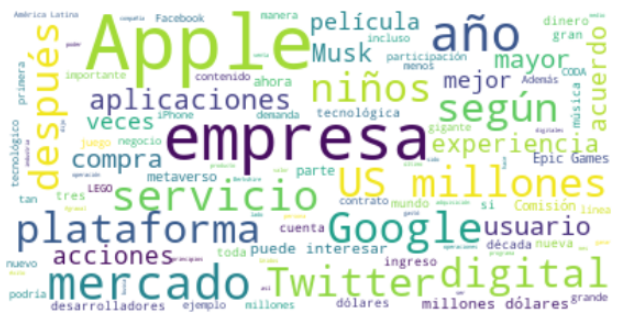 América Latina
compañía
Facebook
manera
dinero
gran
película
incluso
participación
menos
Apple
año
Musk
mayor
primera
importante
contenido
ahora
niños
mejor
Además
CODA
música
acuerdo
después
aplicaciones
iPhone
tecnológica
según
veces
demanda
gigante
digitales
tecnológico
juego
negocio
empresa
experiencia
compra
metaverso
parte
Epic Games
LEGO
tan
tres
servicio
US millones
mundo
si
Comisión
línea
contrato
adquisición
plataforma
cuenta
Google
usuario
acciones
toda
puede interesar
década
nueva
nuevo
mercado
ingreso
Twitter
digital
podría
grande
desarrolladores
ejemplo
millones
dólares
millones dólares